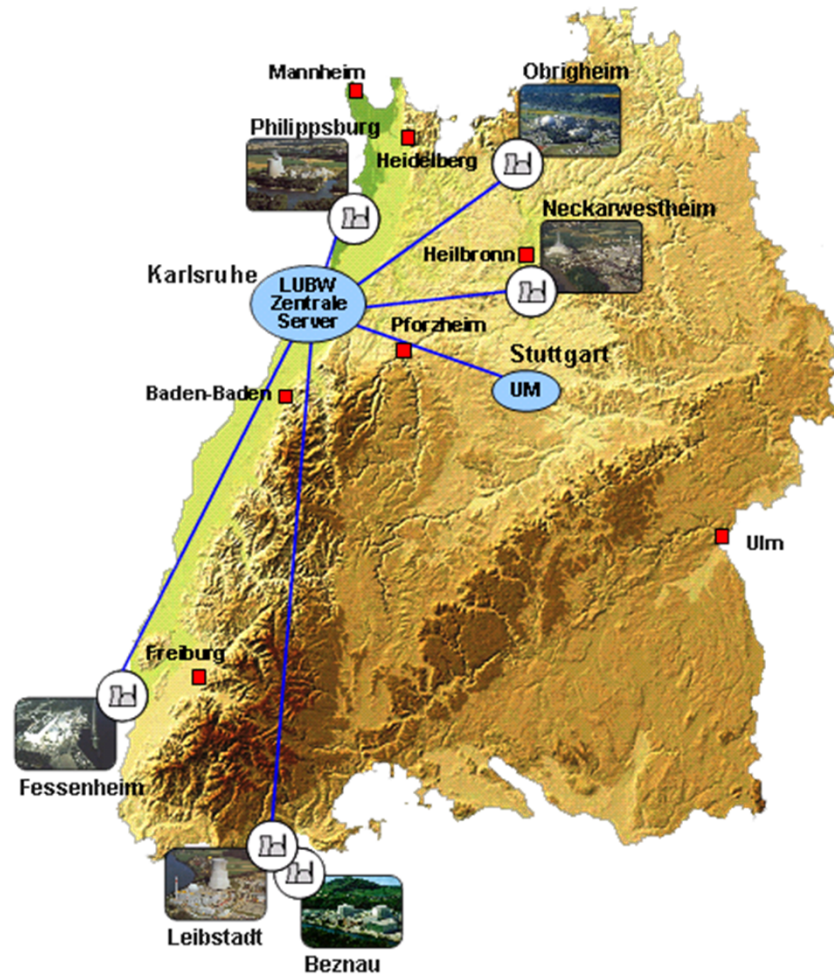 Mannheim
Obrigheim
Philippsburg
Heidelberg
Neckarwestheim
Heilbronn
Karlsruhe
LUBW
Zentrale
Server
Pforzheim
Stuttgart
UM
Baden-Baden
Ulm
Freiburg
Fessenheim
Leibstadt
Beznau